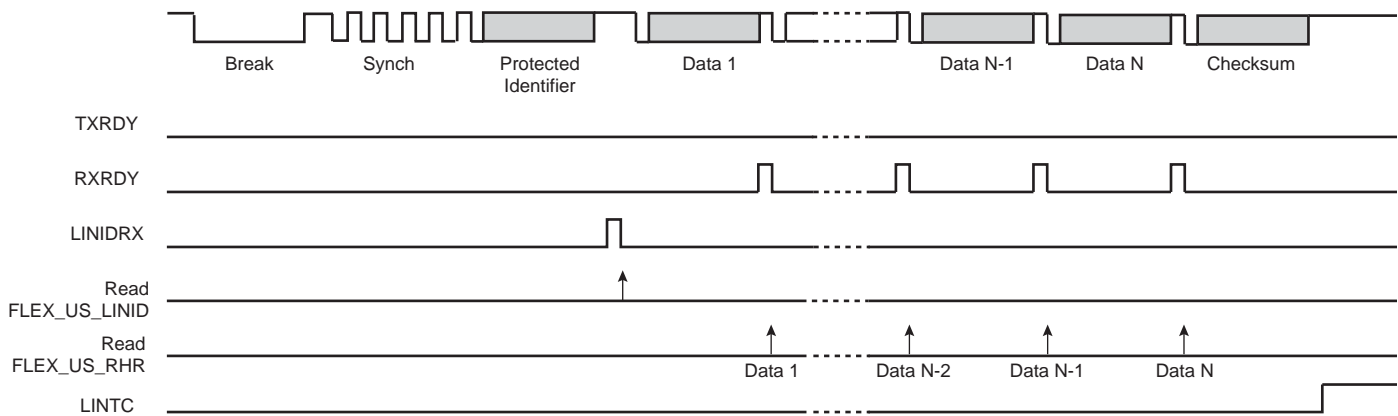 Break Synch Protected Data 1 Data N-1 Data N Checksum
Identifier
TXRDY
RXRDY
LINIDRX
Read
FLEX_US_LINID
Read
FLEX_US_RHR
Data 1 Data N-2 Data N-1 Data N
LINTC